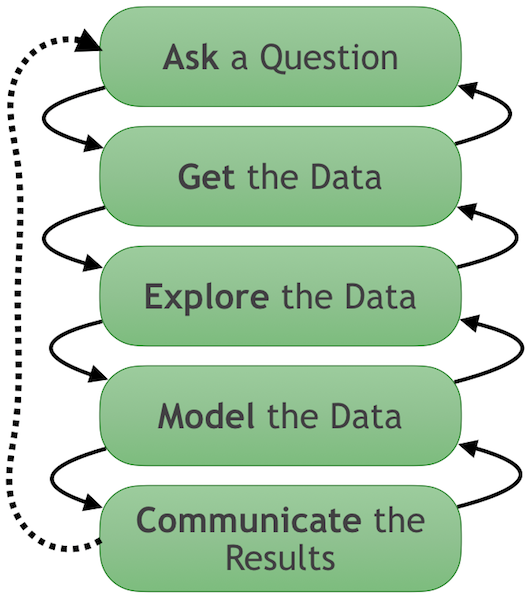 Ask a Question
Get the Data
Explore the Data
Model the Data
Communicate the
Results